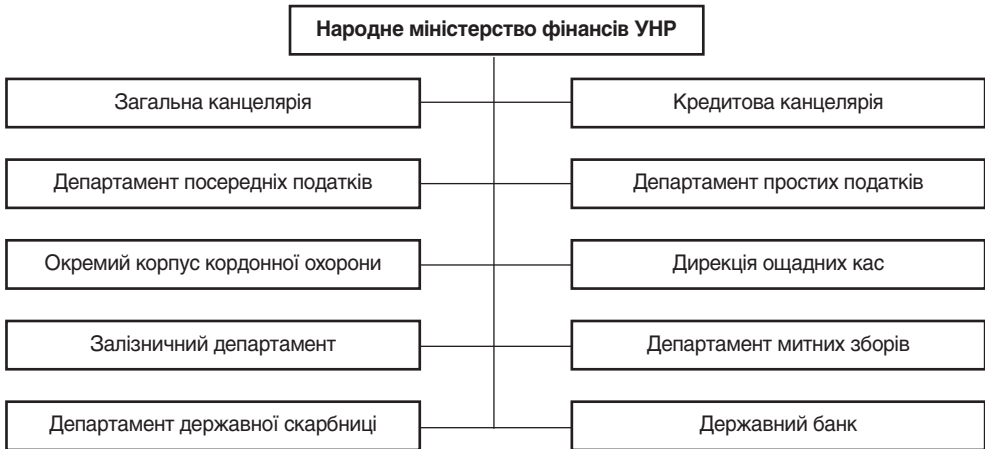 Народне міністерство фінансів УНР
Загальна канцелярія
Кредитова канцелярія
Департамент посередніх податків
Департамент простих податків
Окремий корпус кордонної охорони
Дирекція ощадних кас
Залізничний департамент
Департамент митних зборів
Департамент державної скарбниці
Державний банк